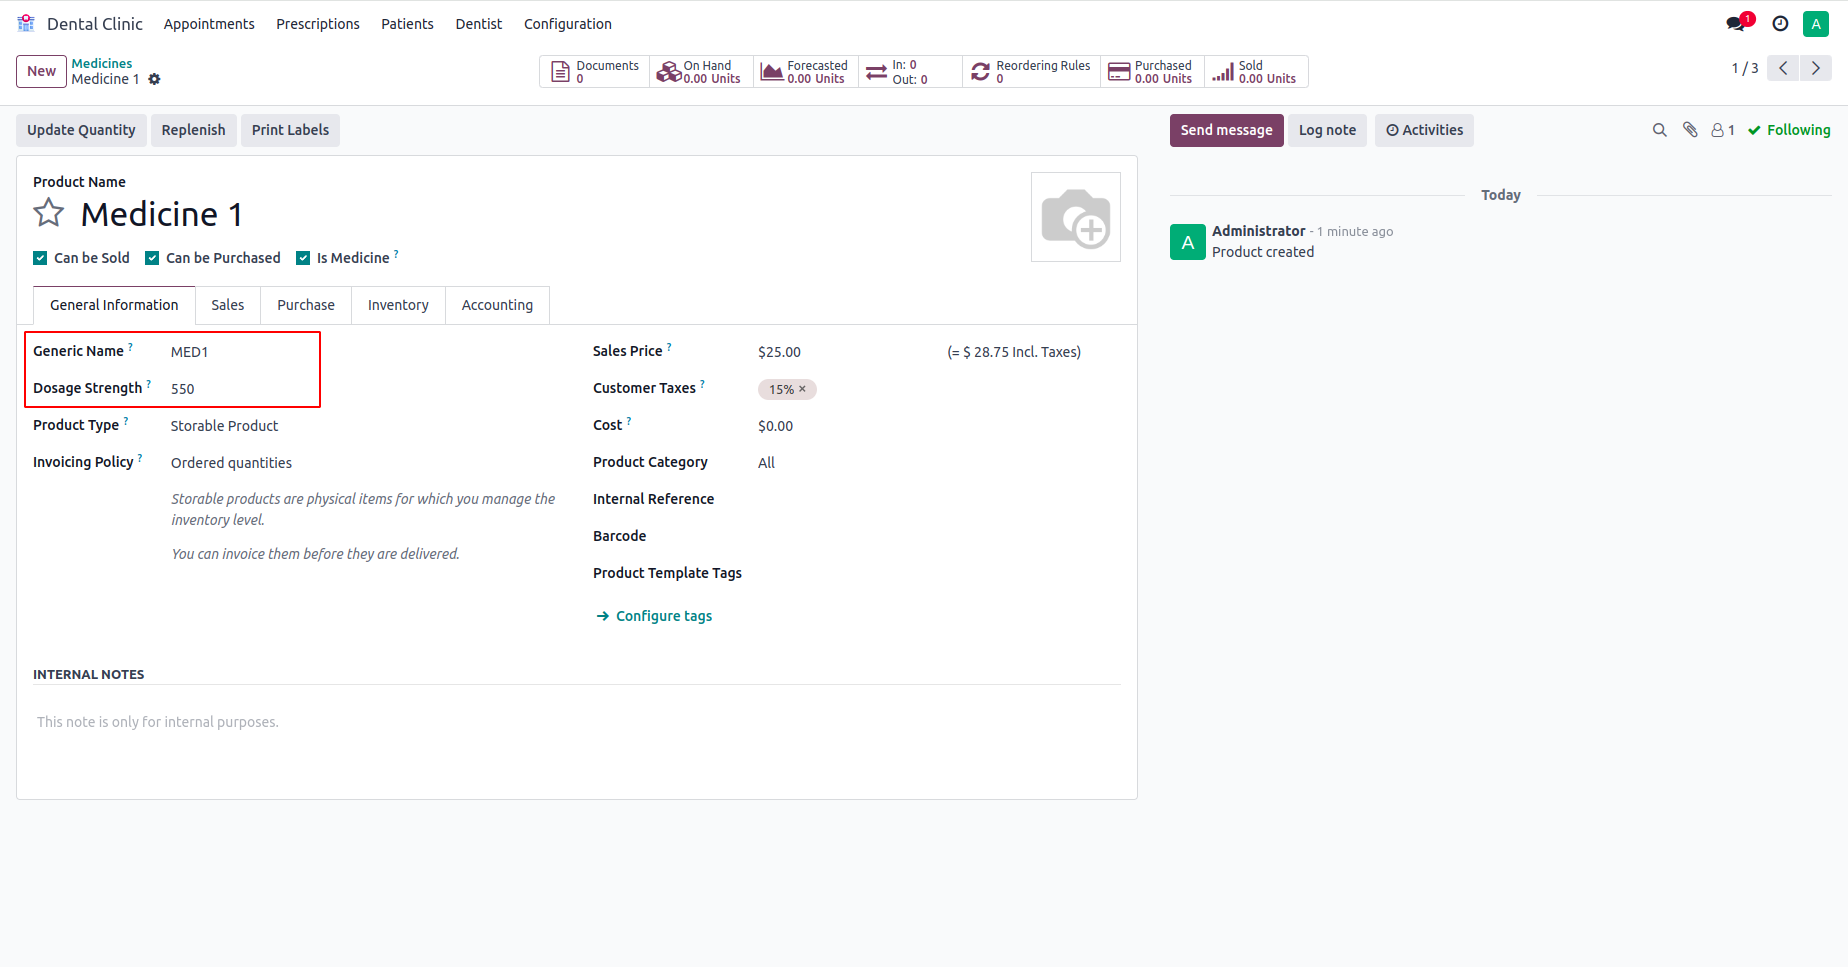 Dental Clinic Appointments Prescriptions Patients Dentist Configuration 1 A
New Medicines
Medicine 1
Documents 0
On Hand 0.00 Units
Forecasted 0.00 Units
In: 0
Out: 0
Reordering Rules 0
Purchased 0.00 Units
Sold 0.00 Units
1 / 3
Update Quantity Replenish Print Labels
Send message Log note Activities 1 Following
Product Name
Medicine 1
Can be Sold Can be Purchased Is Medicine ?
General Information Sales Purchase Inventory Accounting
Generic Name ? MED1
Dosage Strength ? 550
Product Type ? Storable Product
Invoicing Policy ? Ordered quantities
Storable products are physical items for which you manage the
inventory level.
You can invoice them before they are delivered.
Sales Price ? $25.00 (= $ 28.75 Incl. Taxes)
Customer Taxes ? 15% ×
Cost ? $0.00
Product Category All
Internal Reference
Barcode
Product Template Tags
→ Configure tags
INTERNAL NOTES
This note is only for internal purposes.
Today
A Administrator - 1 minute ago
Product created